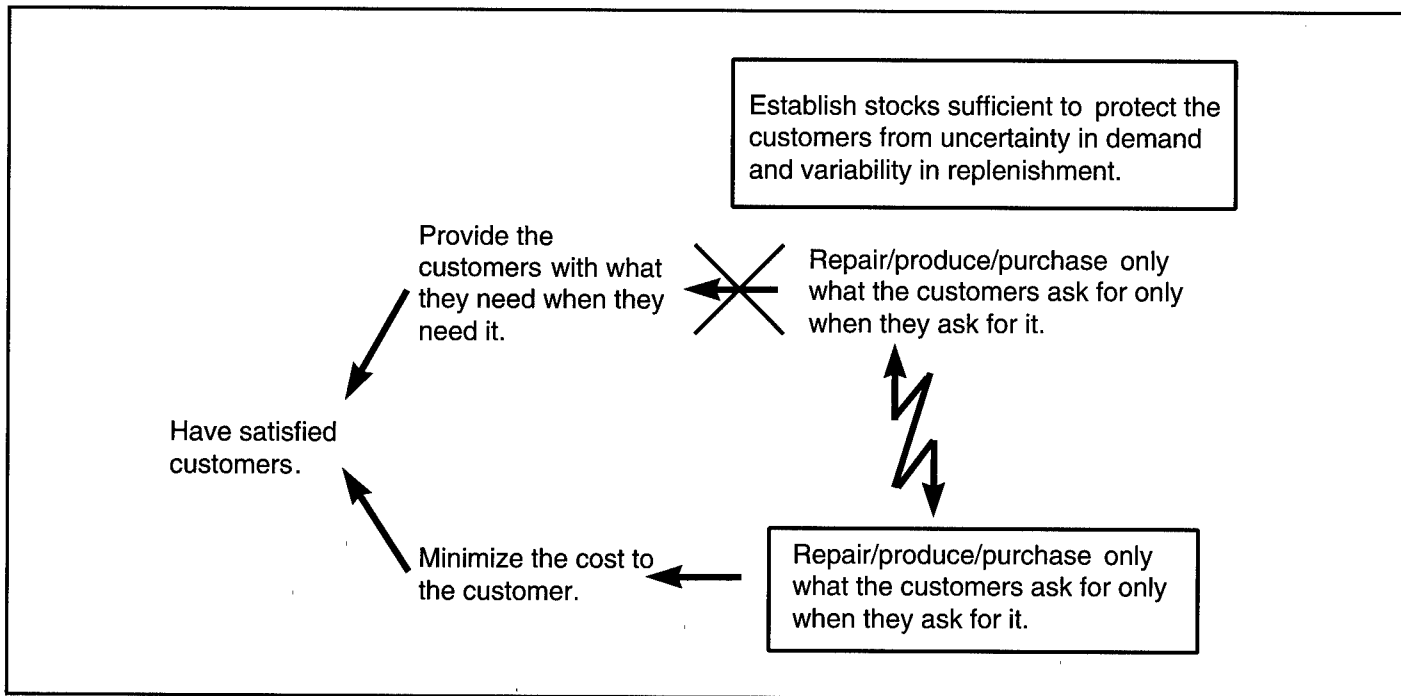 Establish stocks sufficient to protect the
customers from uncertainty in demand
and variability in replenishment.
Provide the
customers with what
they need when they
need it.
Repair/produce/purchase only
what the customers ask for only
when they ask for it.
Have satisfied
customers.
Minimize the cost to
the customer.
Repair/produce/purchase only
what the customers ask for only
when they ask for it.